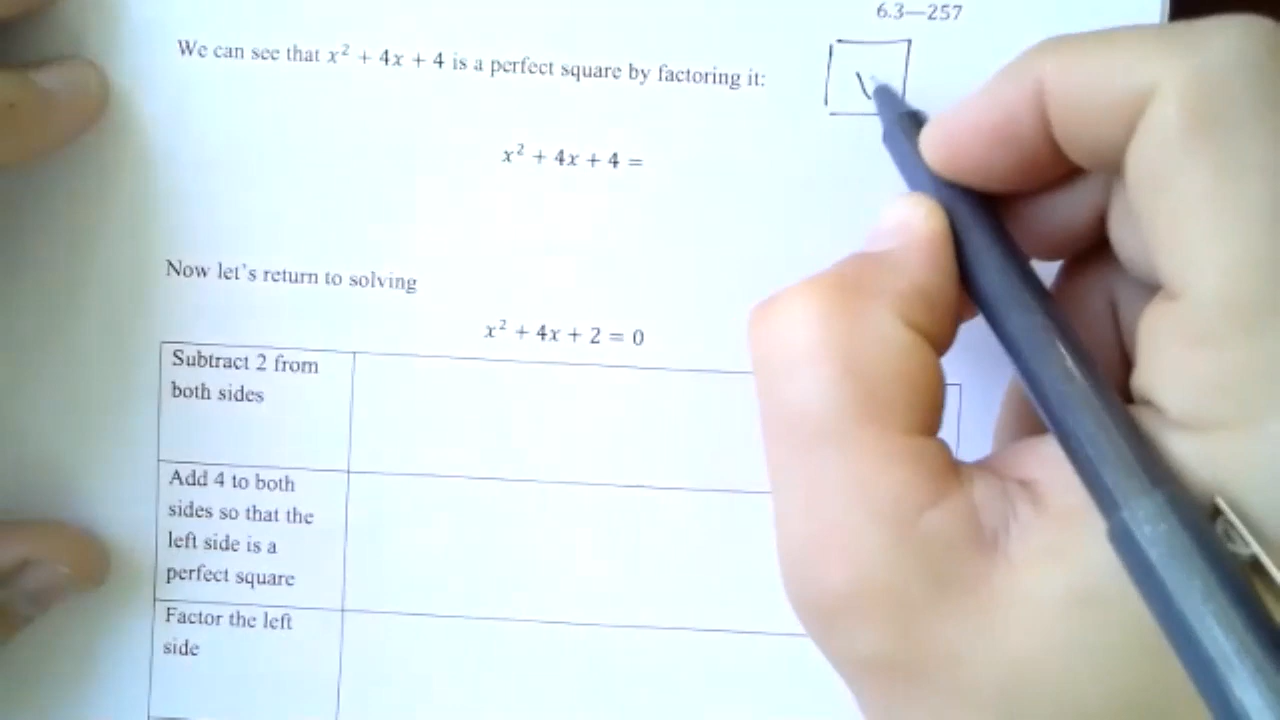 6.3—257
We can see that x² + 4x + 4 is a perfect square by factoring it:
x² + 4x + 4 =
Now let's return to solving
x² + 4x + 2 = 0
Subtract 2 from
both sides
Add 4 to both
sides so that the
left side is a
perfect square
Factor the left
side